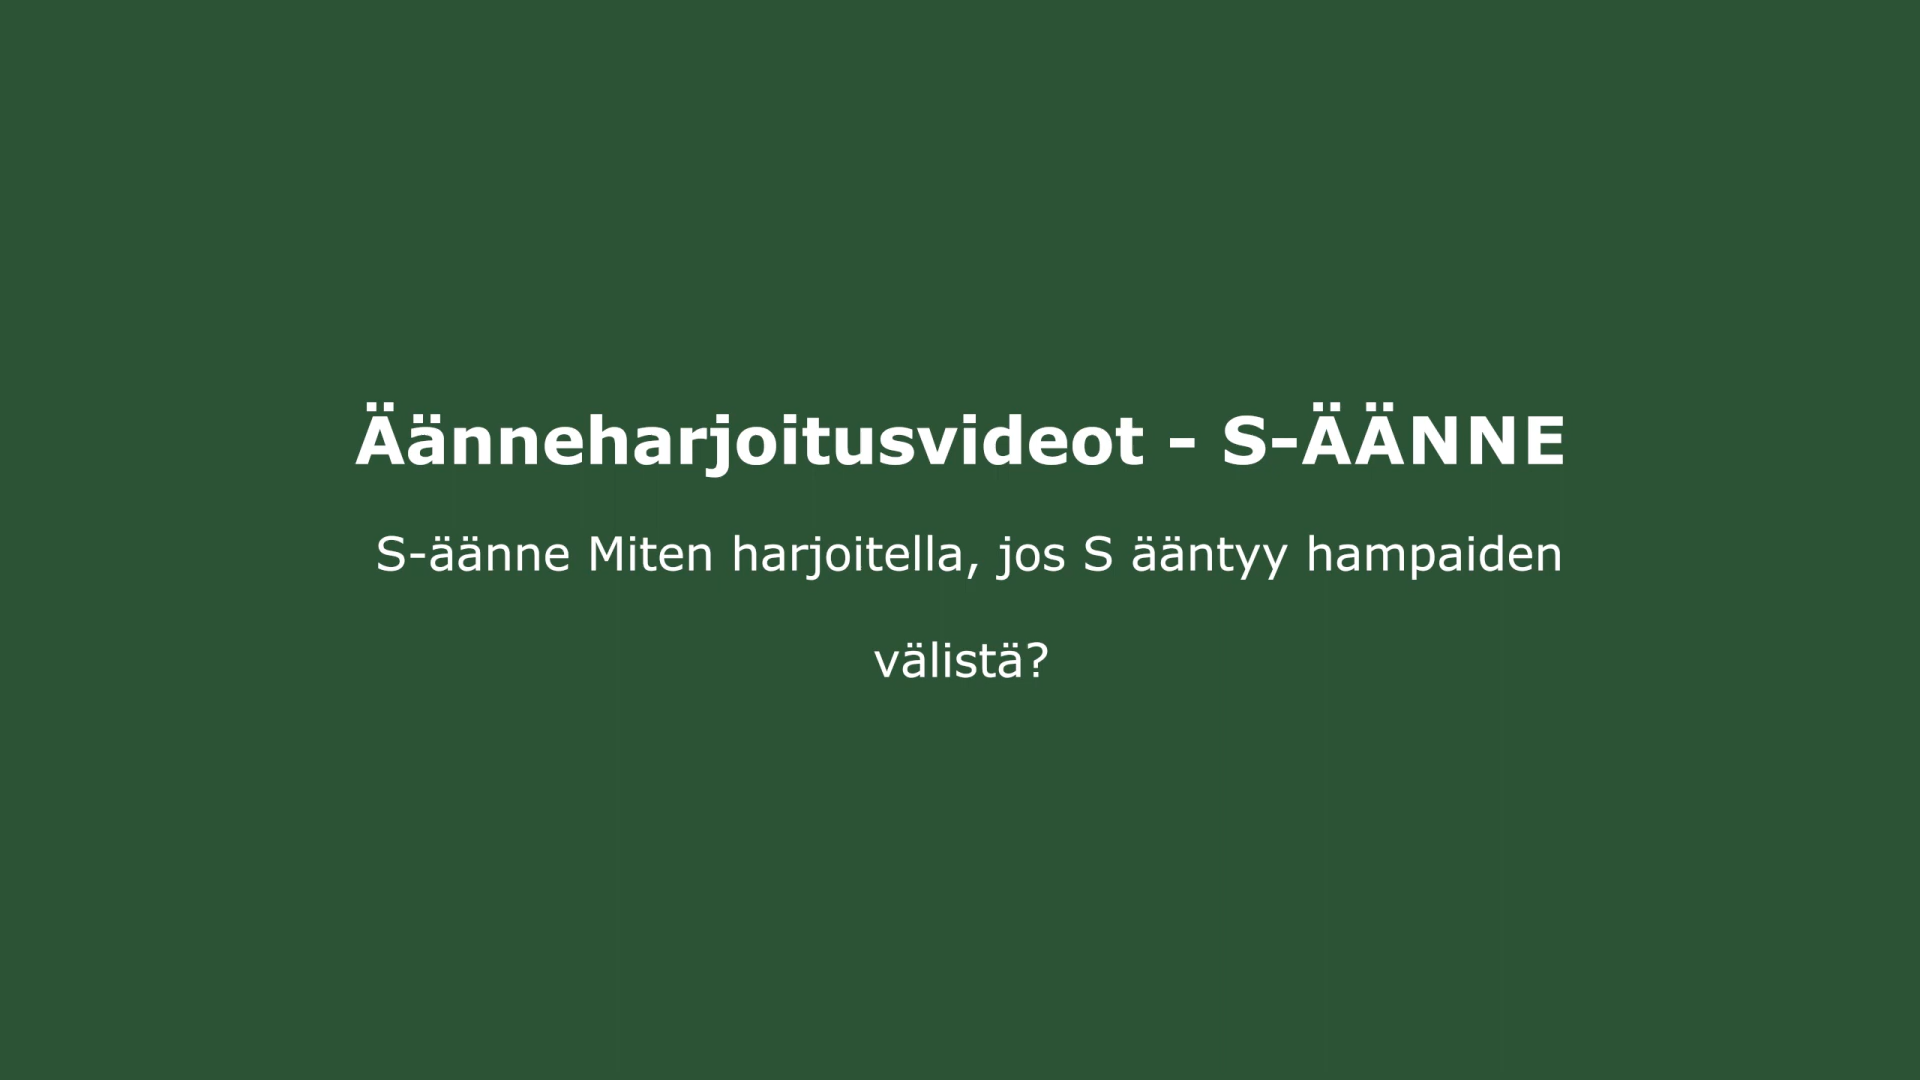 Äänneharjoitusvideot - S-ÄÄNNE
S-äänne Miten harjoitella, jos S ääntyy hampaiden
välistä?